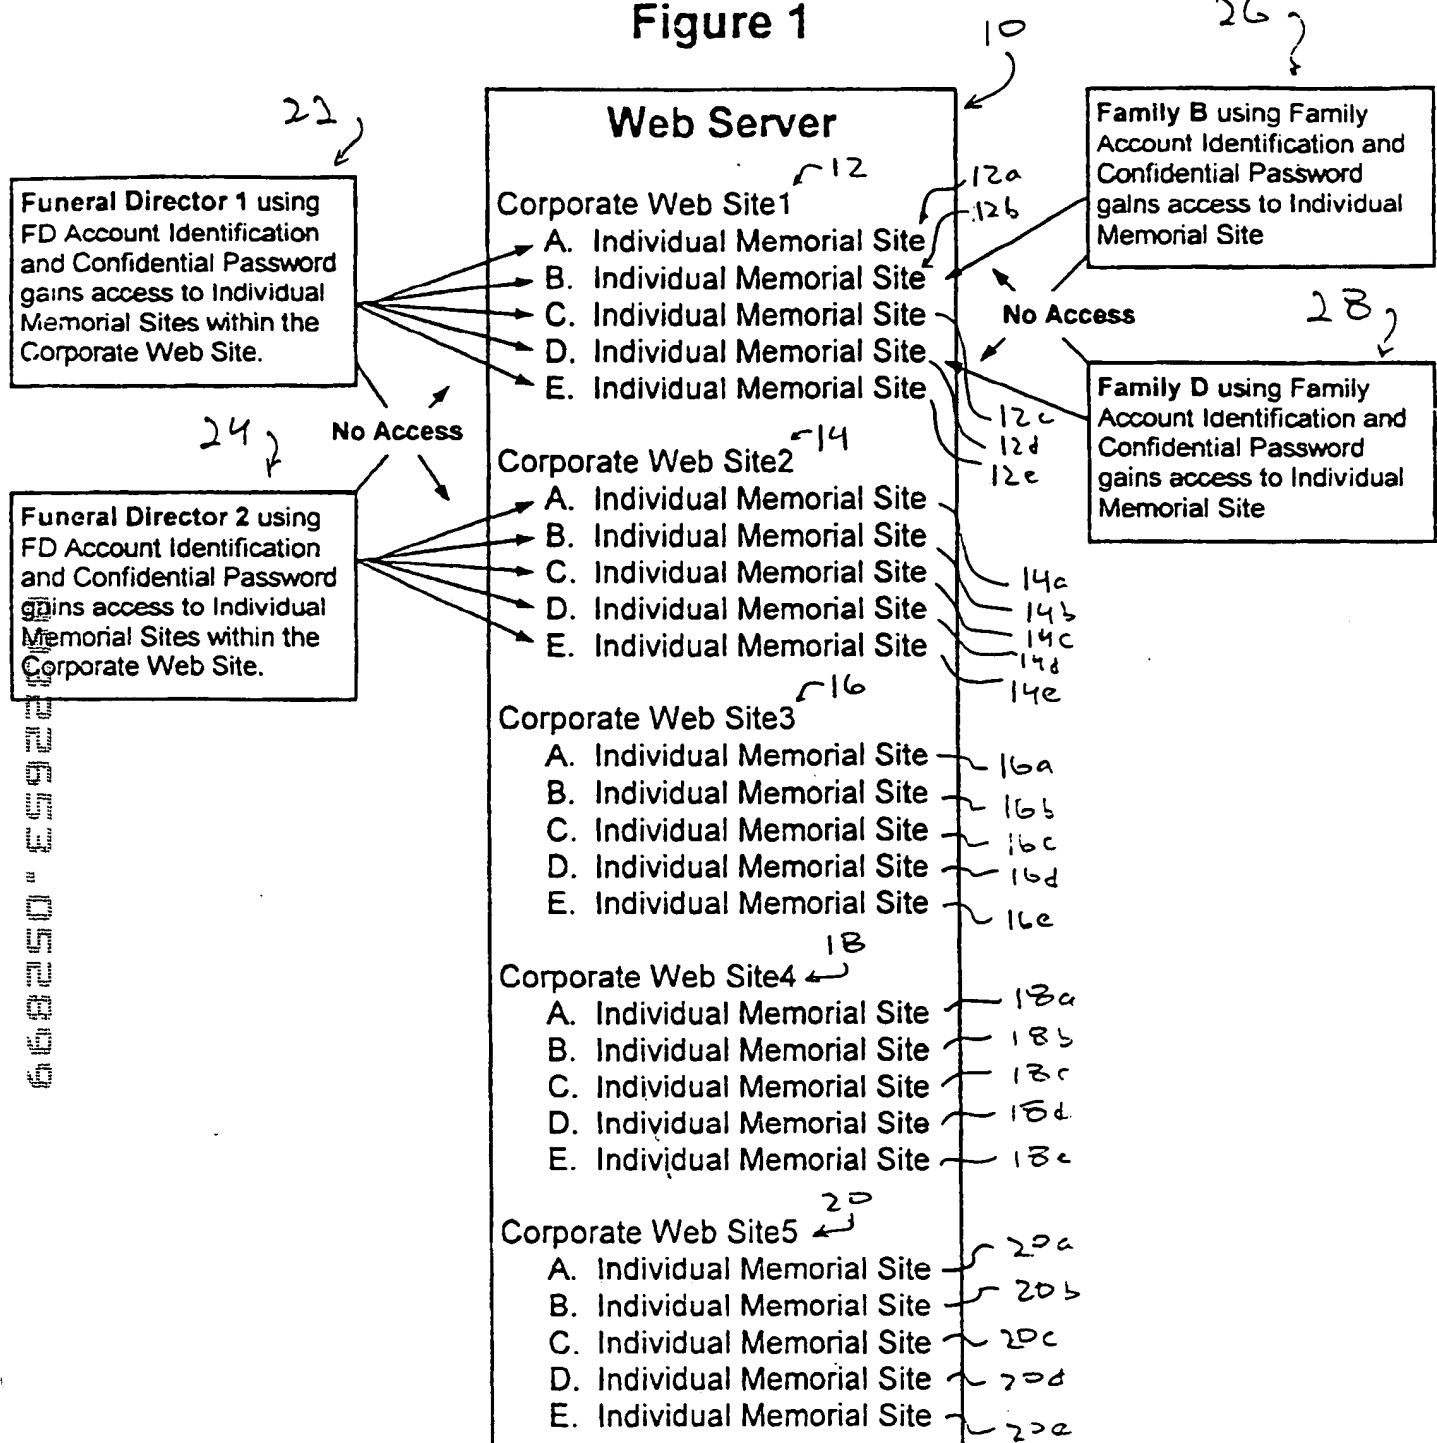 Figure 1
10
26
22
Web Server
12
Corporate Web Site1
12a
12b
A. Individual Memorial Site
B. Individual Memorial Site
C. Individual Memorial Site
D. Individual Memorial Site
E. Individual Memorial Site
12c
12d
12e
Funeral Director 1 using
FD Account Identification
and Confidential Password
gains access to Individual
Memorial Sites within the
Corporate Web Site.
No Access
24
Funeral Director 2 using
FD Account Identification
and Confidential Password
gains access to Individual
Memorial Sites within the
Corporate Web Site.
Family B using Family
Account Identification and
Confidential Password
gains access to Individual
Memorial Site
No Access
28
Family D using Family
Account Identification and
Confidential Password
gains access to Individual
Memorial Site
14
Corporate Web Site2
A. Individual Memorial Site
B. Individual Memorial Site
C. Individual Memorial Site
D. Individual Memorial Site
E. Individual Memorial Site
14a
14b
14c
14d
14e
16
Corporate Web Site3
A. Individual Memorial Site 16a
B. Individual Memorial Site 16b
C. Individual Memorial Site 16c
D. Individual Memorial Site 16d
E. Individual Memorial Site 16e
18
Corporate Web Site4
A. Individual Memorial Site 18a
B. Individual Memorial Site 18b
C. Individual Memorial Site 18c
D. Individual Memorial Site 18d
E. Individual Memorial Site 18e
20
Corporate Web Site5
A. Individual Memorial Site 20a
B. Individual Memorial Site 20b
C. Individual Memorial Site 20c
D. Individual Memorial Site 20d
E. Individual Memorial Site 20e
22653.052899